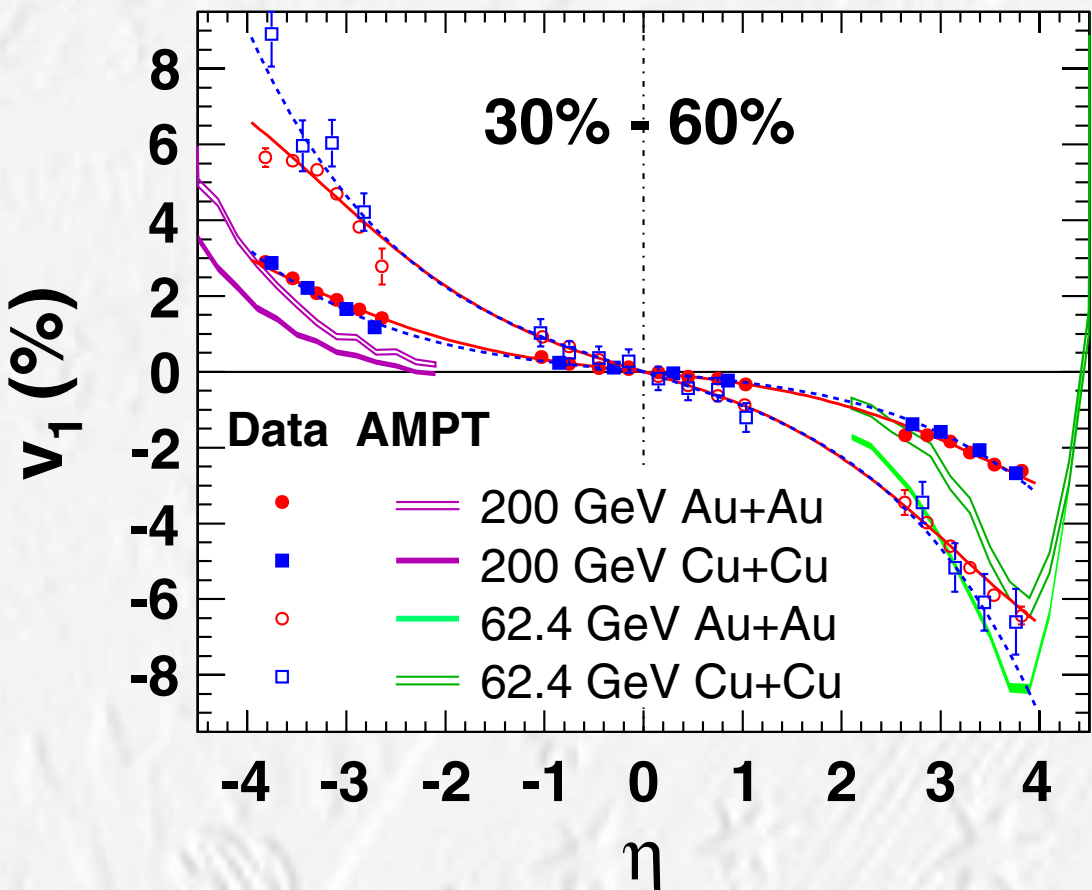 8
6
4
2
0
-2
-4
-6
-8
v1 (%)
30% - 60%
Data AMPT
200 GeV Au+Au
200 GeV Cu+Cu
62.4 GeV Au+Au
62.4 GeV Cu+Cu
-4 -3 -2 -1 0 1 2 3 4
η